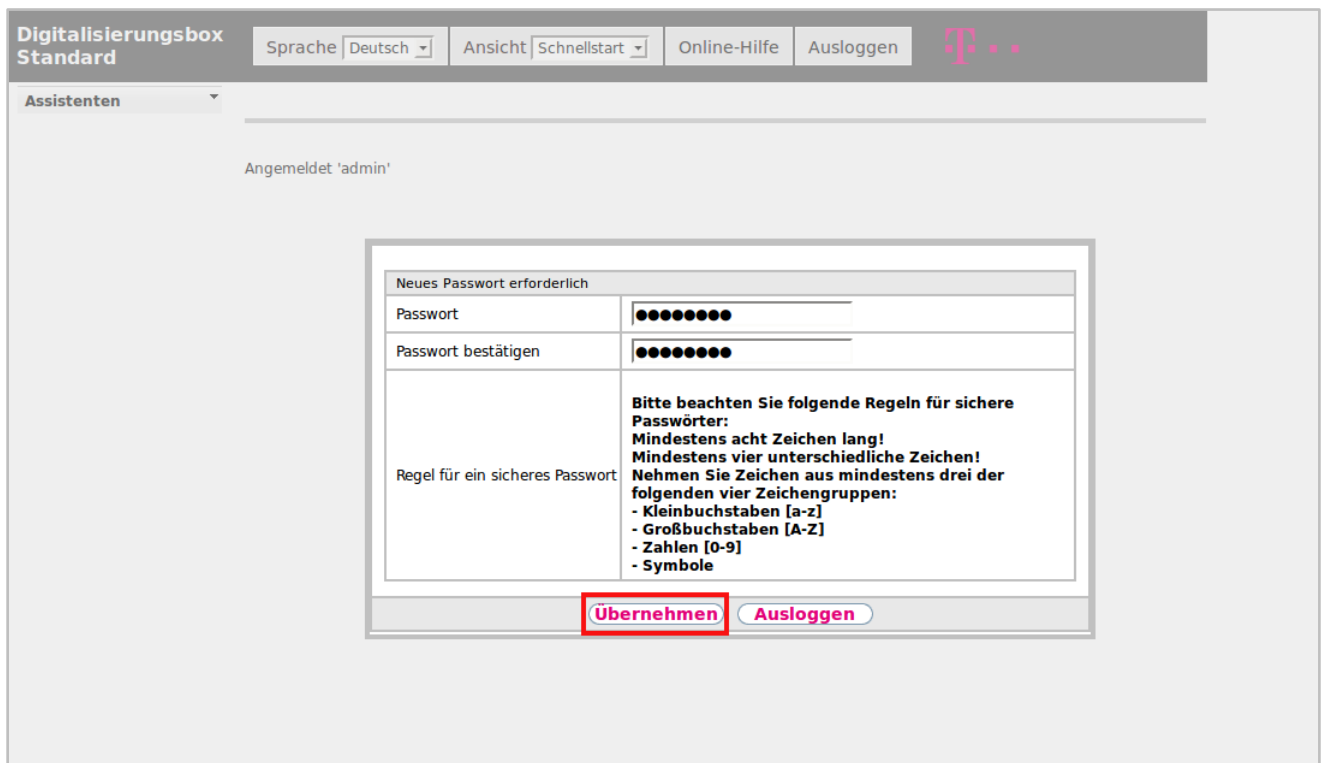 Digitalisierungsbox
Standard
Sprache Deutsch Ansicht Schnellstart Online-Hilfe Ausloggen T
Assistenten
Angemeldet 'admin'
Neues Passwort erforderlich
Passwort ●●●●●●●●
Passwort bestätigen ●●●●●●●●
Regel für ein sicheres Passwort
Bitte beachten Sie folgende Regeln für sichere
Passwörter:
Mindestens acht Zeichen lang!
Mindestens vier unterschiedliche Zeichen!
Nehmen Sie Zeichen aus mindestens drei der
folgenden vier Zeichengruppen:
- Kleinbuchstaben [a-z]
- Großbuchstaben [A-Z]
- Zahlen [0-9]
- Symbole
Übernehmen Ausloggen